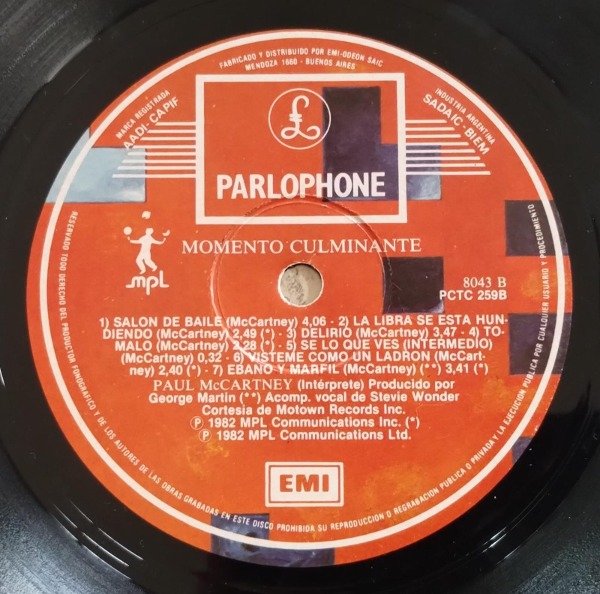 FABRICADO Y DISTRIBUIDO POR EMI-ODEON SAIC
MENDOZA 1660 - BUENOS AIRES
MARCA REGISTRADA
AADI-CAPIF
INDUSTRIA ARGENTINA
SADAIC-BIEM
£
PARLOPHONE
mpl
MOMENTO CULMINANTE
8043 B
PCTC 259B
1) SALON DE BAILE (McCartney) 4,06 - 2) LA LIBRA SE ESTA HUN-
DIENDO (McCartney) 2,49 (*) - 3) DELIRIO (McCartney) 3,47 - 4) TO-
MALO (McCartney) 2,28 (*) - 5) SE LO QUE VES (INTERMEDIO)
(McCartney) 0,32 - 6) VISTEME COMO UN LADRON (McCart-
ney) 2,40 (*) - 7) EBANO Y MARFIL (McCartney) (**) 3,41 (*)
PAUL McCARTNEY (Intérprete) Producido por
George Martin (**) Acomp. vocal de Stevie Wonder
Cortesía de Motown Records Inc.
Ⓟ 1982 MPL Communications Inc. (*)
Ⓟ 1982 MPL Communications Ltd.
EMI
RESERVADO TODO DERECHO DEL PRODUCTOR FONOGRAFICO Y DE LOS AUTORES DE LAS OBRAS GRABADAS EN ESTE DISCO PROHIBIDA SU REPRODUCCION O REGRABACION PUBLICA O PRIVADA Y LA EJECUCION PUBLICA POR CUALQUIER USUARIO Y PROCEDIMIENTO